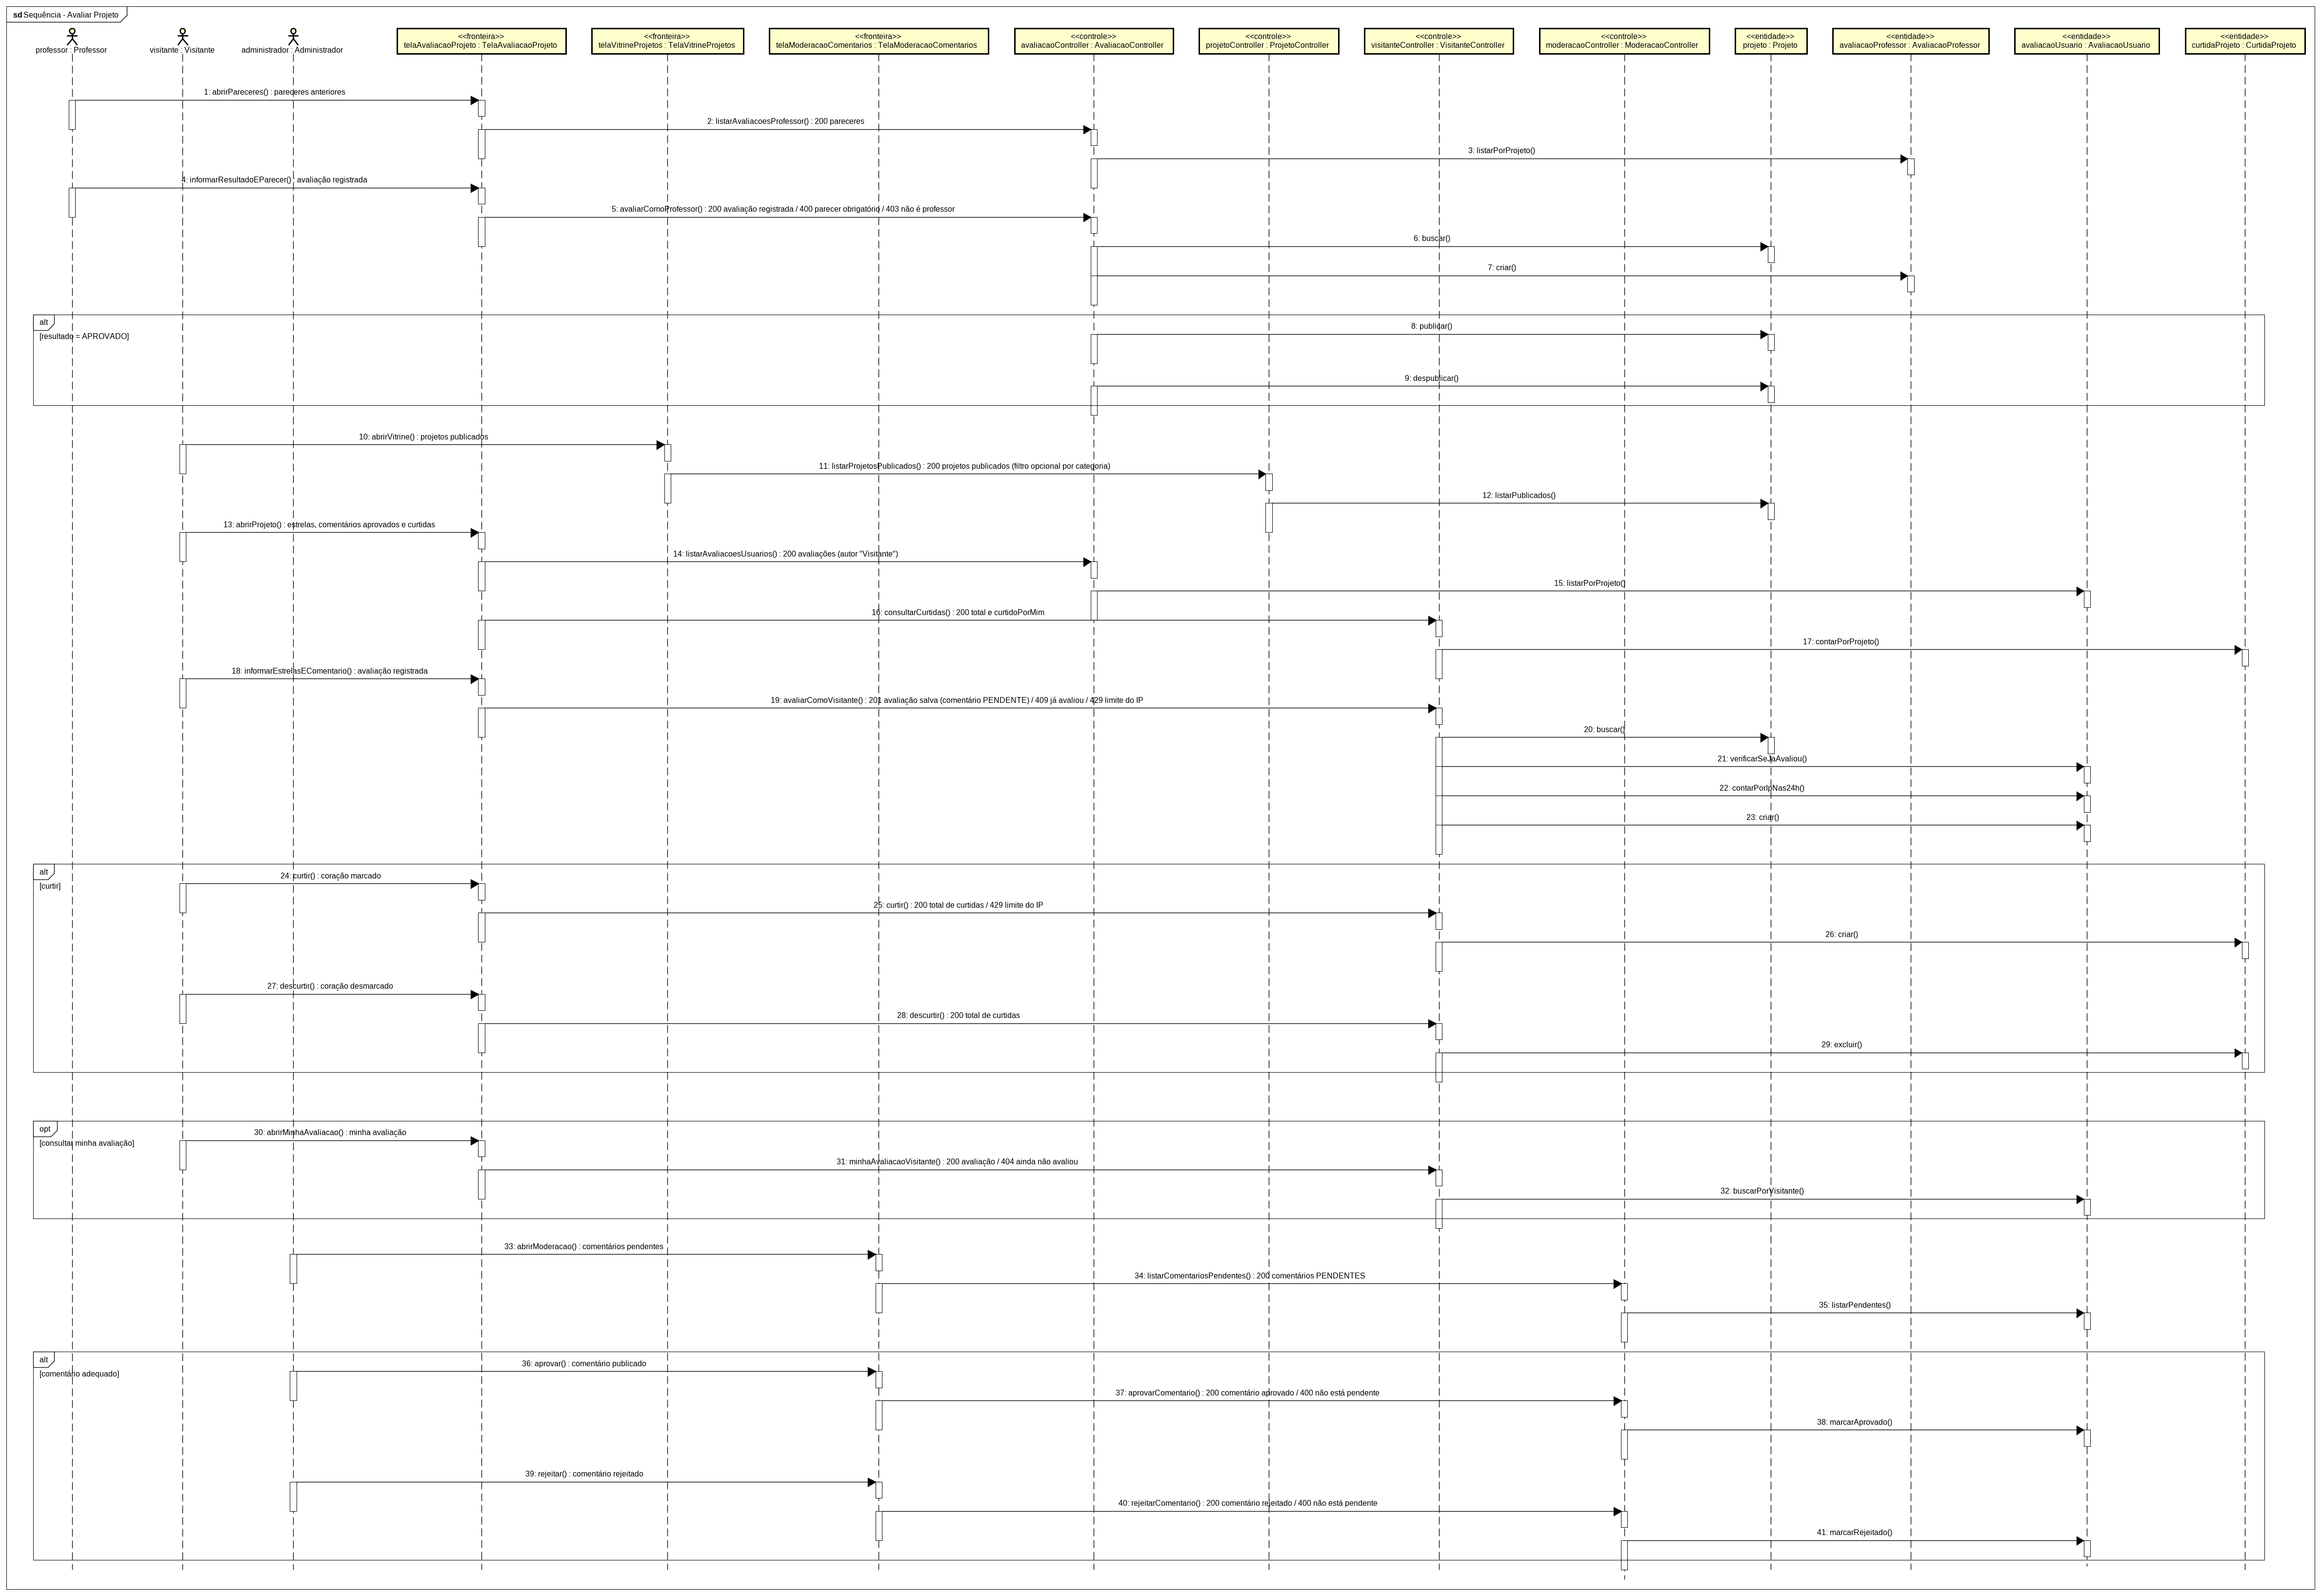 sd Sequência - Avaliar Projeto
professor : Professor
visitante : Visitante
administrador : Administrador
<<fronteira>>
telaAvaliacaoProjeto : TelaAvaliacaoProjeto
<<fronteira>>
telaVitrineProjetos : TelaVitrineProjetos
<<fronteira>>
telaModeracaoComentarios : TelaModeracaoComentarios
<<controle>>
avaliacaoController : AvaliacaoController
<<controle>>
projetoController : ProjetoController
<<controle>>
visitanteController : VisitanteController
<<controle>>
moderacaoController : ModeracaoController
<<entidade>>
projeto : Projeto
<<entidade>>
avaliacaoProfessor : AvaliacaoProfessor
<<entidade>>
avaliacaoUsuario : AvaliacaoUsuario
<<entidade>>
curtidaProjeto : CurtidaProjeto
1: abrirPareceres() : pareceres anteriores
2: listarAvaliacoesProfessor() : 200 pareceres
3: listarPorProjeto()
4: informarResultadoEParecer() : avaliação registrada
5: avaliarComoProfessor() : 200 avaliação registrada / 400 parecer obrigatório / 403 não é professor
6: buscar()
7: criar()
alt
[resultado = APROVADO]
8: publicar()
9: despublicar()
10: abrirVitrine() : projetos publicados
11: listarProjetosPublicados() : 200 projetos publicados (filtro opcional por categoria)
12: listarPublicados()
13: abrirProjeto() : estrelas, comentários aprovados e curtidas
14: listarAvaliacoesUsuarios() : 200 avaliações (autor "Visitante")
15: listarPorProjeto()
16: consultarCurtidas() : 200 total e curtidoPorMim
17: contarPorProjeto()
18: informarEstrelasEComentario() : avaliação registrada
19: avaliarComoVisitante() : 201 avaliação salva (comentário PENDENTE) / 409 já avaliou / 429 limite do IP
20: buscar()
21: verificarSeJaAvaliou()
22: contarPorIpNas24h()
23: criar()
alt
[curtir]
24: curtir() : coração marcado
25: curtir() : 200 total de curtidas / 429 limite do IP
26: criar()
27: descurtir() : coração desmarcado
28: descurtir() : 200 total de curtidas
29: excluir()
opt
[consultar minha avaliação]
30: abrirMinhaAvaliacao() : minha avaliação
31: minhaAvaliacaoVisitante() : 200 avaliação / 404 ainda não avaliou
32: buscarPorVisitante()
33: abrirModeracao() : comentários pendentes
34: listarComentariosPendentes() : 200 comentários PENDENTES
35: listarPendentes()
alt
[comentário adequado]
36: aprovar() : comentário publicado
37: aprovarComentario() : 200 comentário aprovado / 400 não está pendente
38: marcarAprovado()
39: rejeitar() : comentário rejeitado
40: rejeitarComentario() : 200 comentário rejeitado / 400 não está pendente
41: marcarRejeitado()